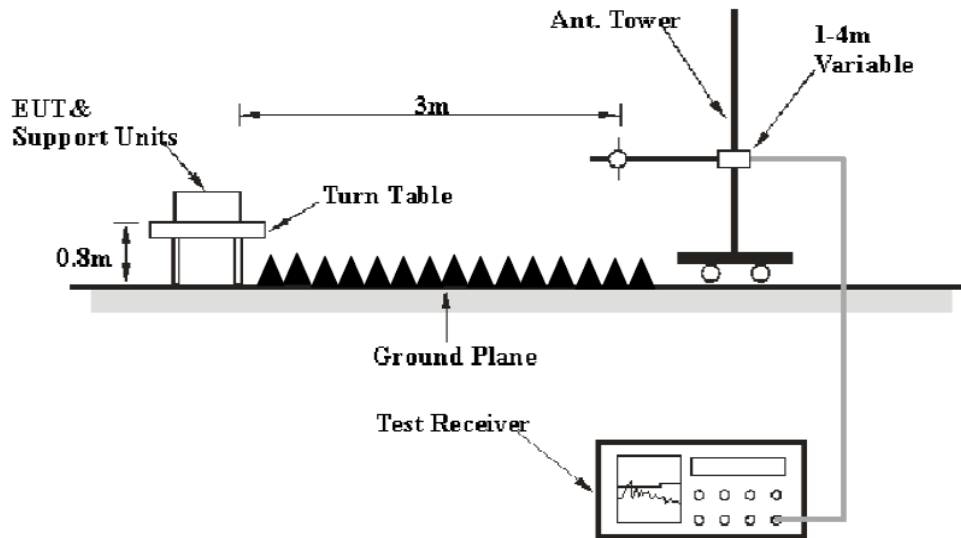 Ant. Tower
1-4m
Variable
3m
EUT&
Support Units
Turn Table
0.8m
Ground Plane
Test Receiver